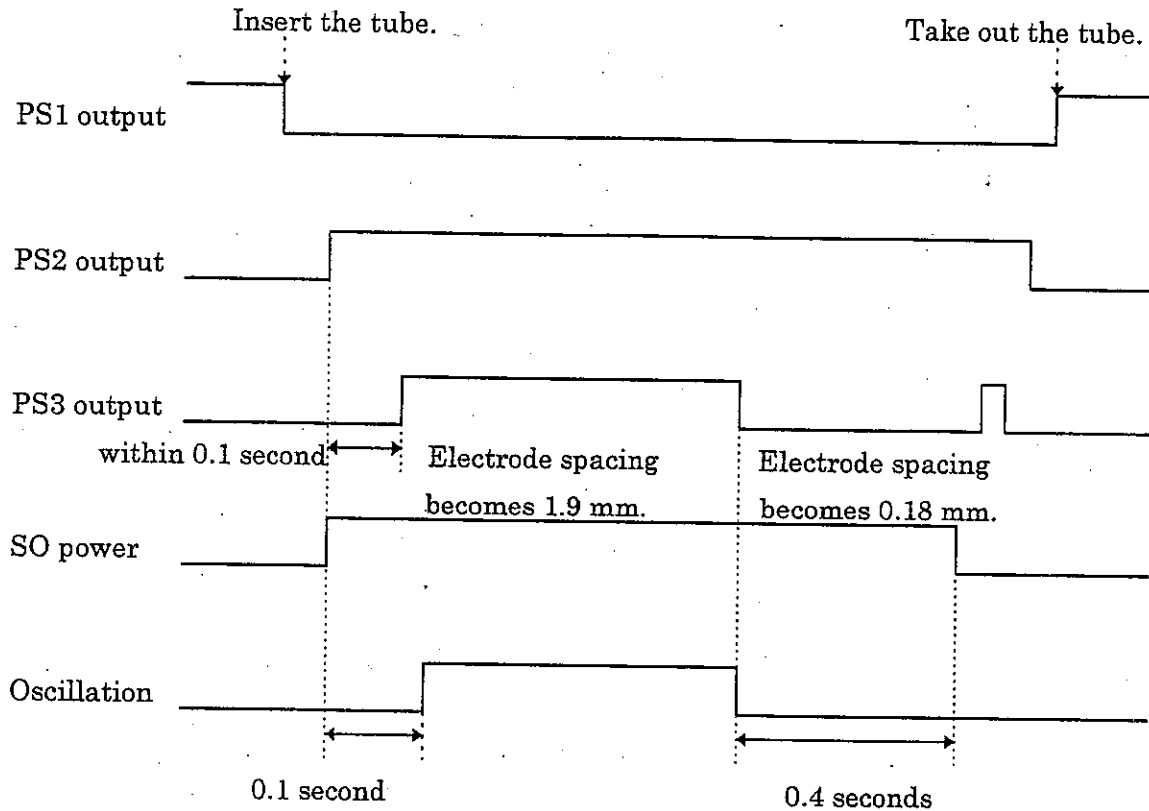 Insert the tube.
Take out the tube.
PS1 output
PS2 output
PS3 output
within 0.1 second
Electrode spacing
becomes 1.9 mm.
Electrode spacing
becomes 0.18 mm.
SO power
Oscillation
0.1 second
0.4 seconds